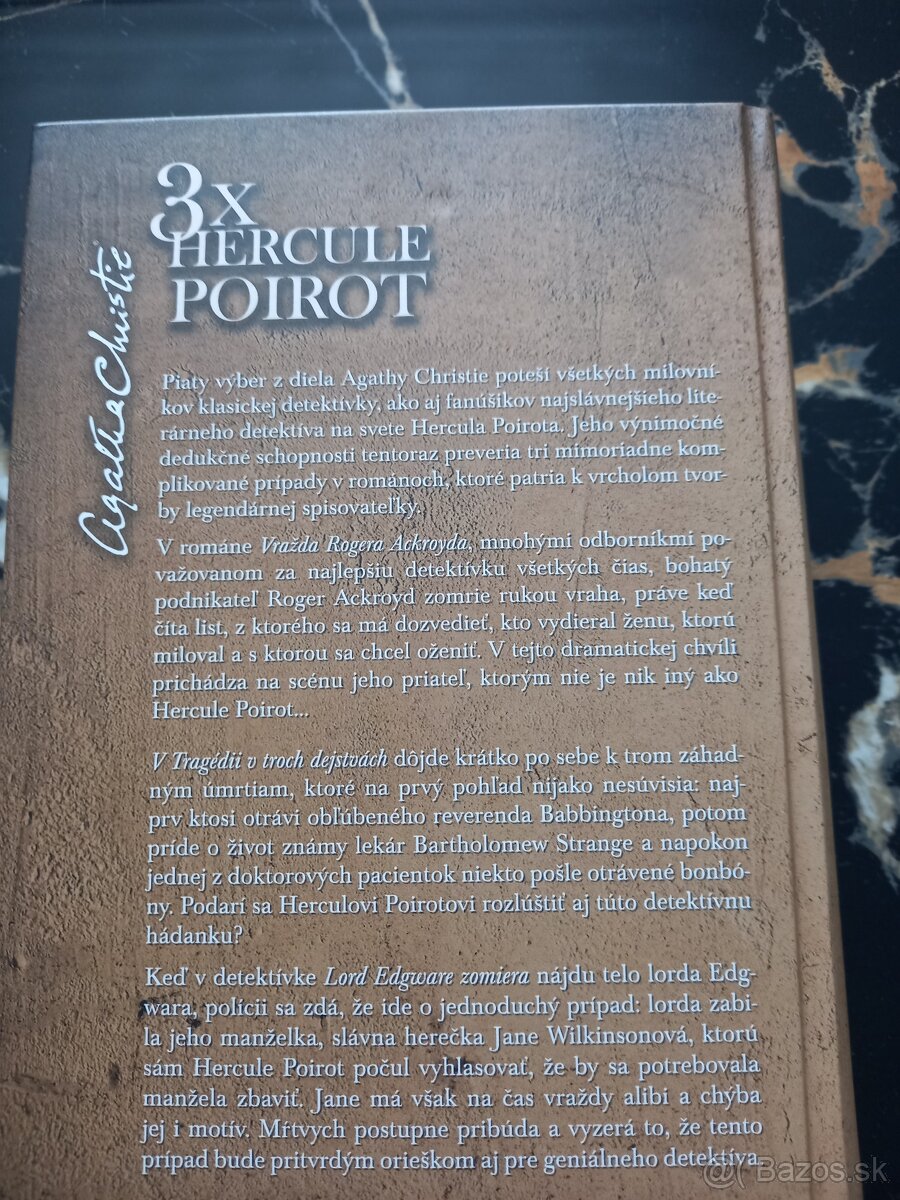 3X
HERCULE
POIROT
Agatha Christie
Piaty výber z diela Agathy Christie poteší všetkých milovní-
kov klasickej detektívky, ako aj fanúšikov najslávnejšieho lite-
rárneho detektíva na svete Hercula Poirota. Jeho výnimočné
dedukčné schopnosti tentoraz preveria tri mimoriadne kom-
plikované prípady v románoch, ktoré patria k vrcholom tvor-
by legendárnej spisovateľky.
V románe Vražda Rogera Ackroyda, mnohými odborníkmi po-
važovanom za najlepšiu detektívku všetkých čias, bohatý
podnikateľ Roger Ackroyd zomrie rukou vraha, práve keď
číta list, z ktorého sa má dozvedieť, kto vydieral ženu, ktorú
miloval a s ktorou sa chcel oženiť. V tejto dramatickej chvíli
prichádza na scénu jeho priateľ, ktorým nie je nik iný ako
Hercule Poirot...
V Tragédii v troch dejstvách dôjde krátko po sebe k trom záhad-
ným úmrtiam, ktoré na prvý pohľad nijako nesúvisia: naj-
prv ktosi otrávi obľúbeného reverenda Babbingtona, potom
príde o život známy lekár Bartholomew Strange a napokon
jednej z doktorových pacientok niekto pošle otrávené bonbó-
ny. Podarí sa Herculovi Poirotovi rozlúštiť aj túto detektívnu
hádanku?
Keď v detektívke Lord Edgware zomiera nájdu telo lorda Edg-
wara, polícii sa zdá, že ide o jednoduchý prípad: lorda zabi-
la jeho manželka, slávna herečka Jane Wilkinsonová, ktorú
sám Hercule Poirot počul vyhlasovať, že by sa potrebovala
manžela zbaviť. Jane má však na čas vraždy alibi a chýba
jej i motív. Mŕtvych postupne pribúda a vyzerá to, že tento
prípad bude pritvrdým orieškom aj pre geniálneho detektíva.
Bazos.sk